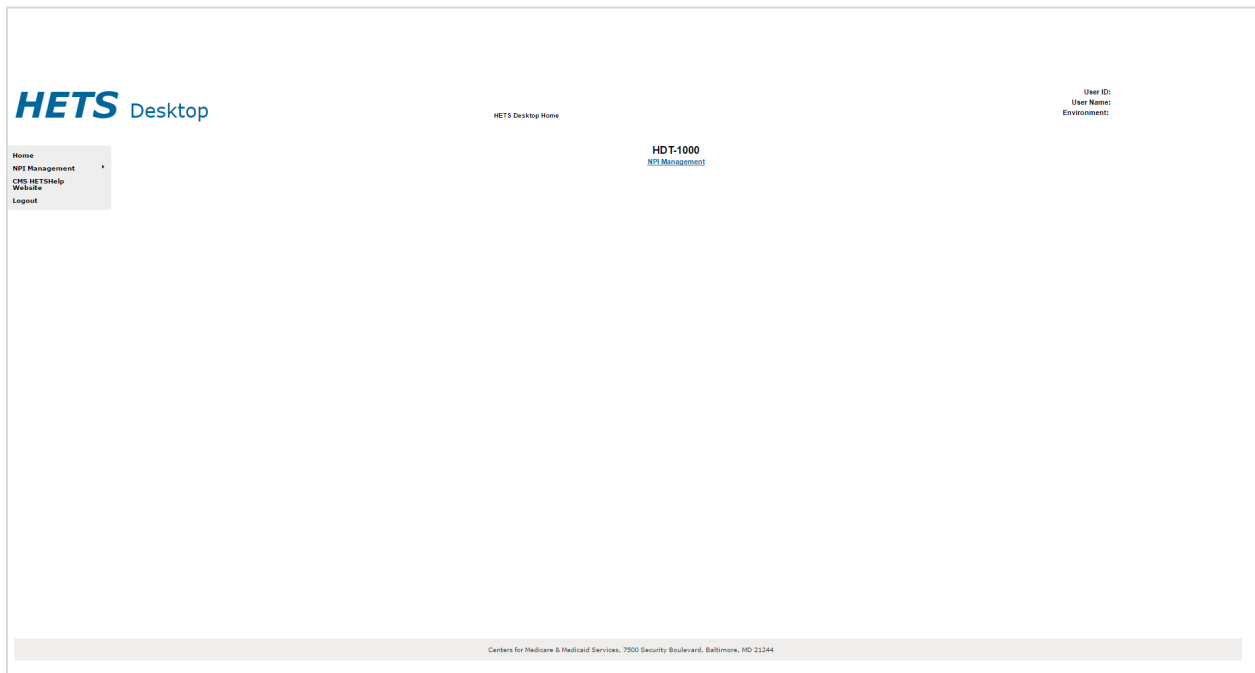 HETS Desktop
HETS Desktop Home
User ID:
User Name:
Environment:
Home
NPI Management
CMS HETSHelp
Website
Logout
HDT-1000
NPI Management
Centers for Medicare & Medicaid Services, 7500 Security Boulevard, Baltimore, MD 21244